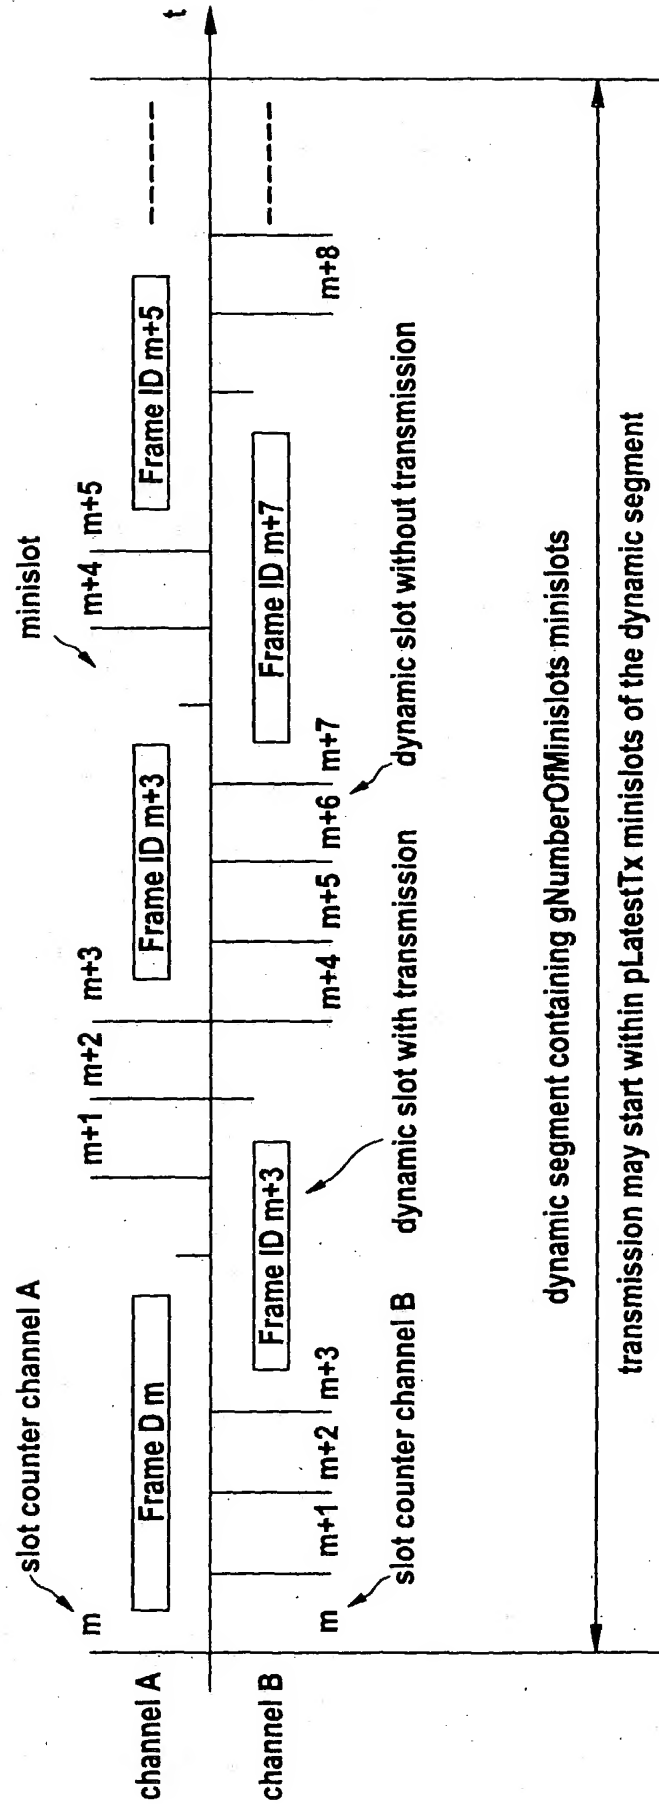 slot counter channel A
minislot
m
m+1
m+2
m+3
m+4
m+5
t
channel A
Frame D m
Frame ID m+3
Frame ID m+5
channel B
Frame ID m+3
Frame ID m+7
m
m+1
m+2
m+3
m+4
m+5
m+6
m+7
m+8
slot counter channel B
dynamic slot with transmission
dynamic slot without transmission
dynamic segment containing gNumberOfMinislots minislots
transmission may start within pLatestTx minislots of the dynamic segment